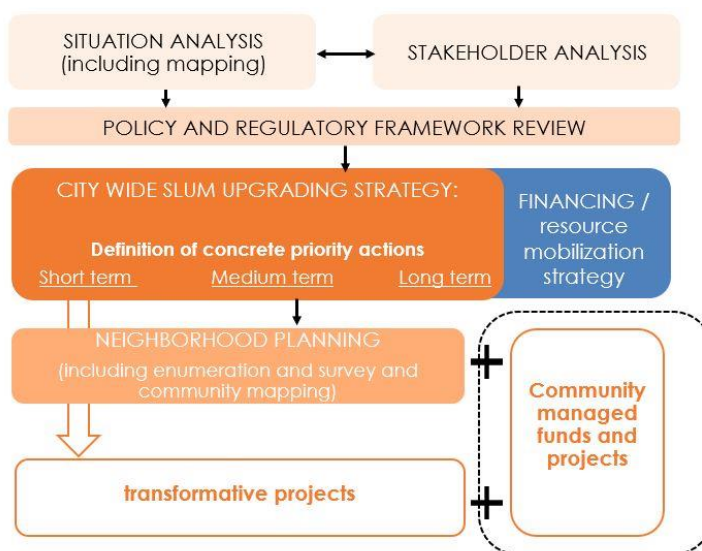 SITUATION ANALYSIS
(including mapping)
STAKEHOLDER ANALYSIS
POLICY AND REGULATORY FRAMEWORK REVIEW
CITY WIDE SLUM UPGRADING STRATEGY:
Definition of concrete priority actions
Short term
Medium term
Long term
FINANCING /
resource
mobilization
strategy
NEIGHBORHOOD PLANNING
(including enumeration and survey and
community mapping)
Community
managed
funds and
projects
transformative projects